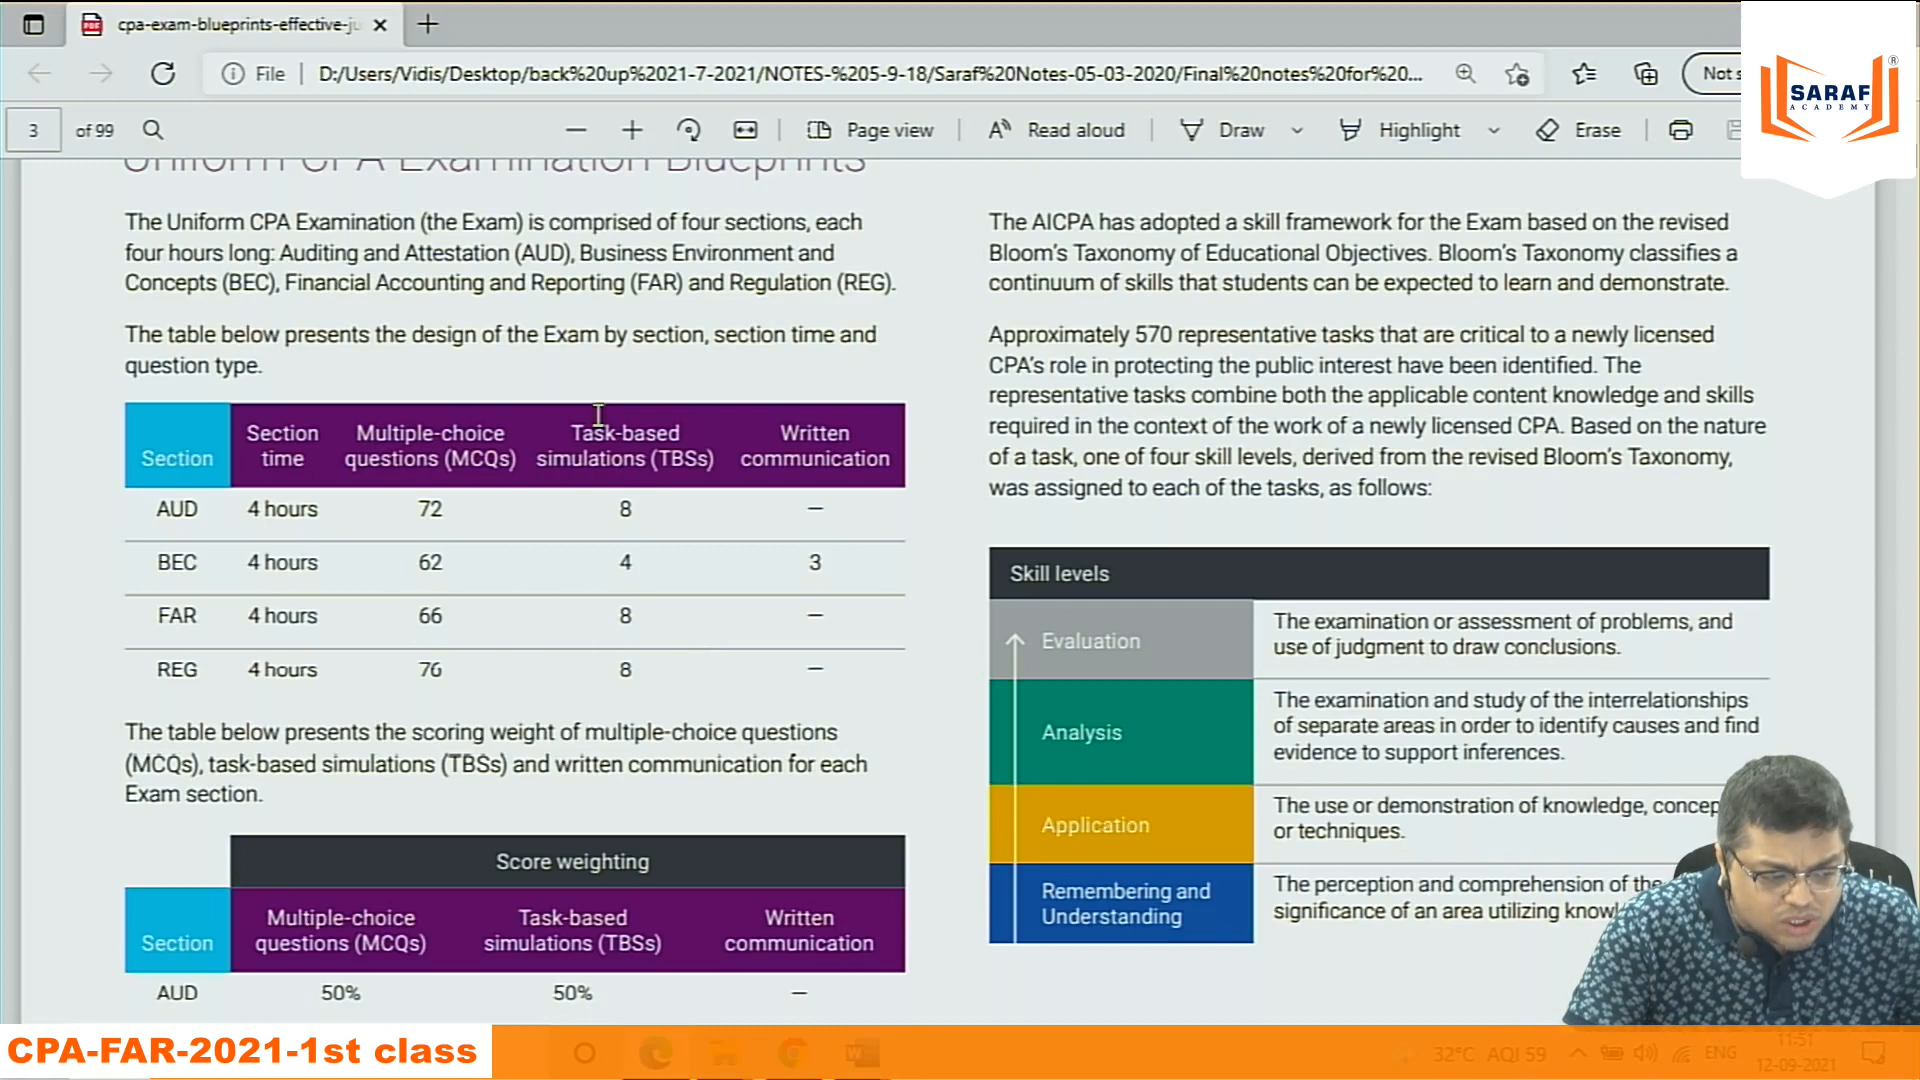 cpa-exam-blueprints-effective-ju
File
D:/Users/Vidis/Desktop/back%20up%2021-7-2021/NOTES-%205-9-18/Saraf%20Notes-05-03-2020/Final%20notes%20for%20...
Not s
SARAF
ACADEMY
®
3 of 99
Page view
Read aloud
Draw
Highlight
Erase
Uniform CPA Examination Blueprints
The Uniform CPA Examination (the Exam) is comprised of four sections, each
four hours long: Auditing and Attestation (AUD), Business Environment and
Concepts (BEC), Financial Accounting and Reporting (FAR) and Regulation (REG).
The table below presents the design of the Exam by section, section time and
question type.
Section
Section
time
Multiple-choice
questions (MCQs)
Task-based
simulations (TBSs)
Written
communication
AUD 4 hours 72 8 —
BEC 4 hours 62 4 3
FAR 4 hours 66 8 —
REG 4 hours 76 8 —
The table below presents the scoring weight of multiple-choice questions
(MCQs), task-based simulations (TBSs) and written communication for each
Exam section.
Score weighting
Section
Multiple-choice
questions (MCQs)
Task-based
simulations (TBSs)
Written
communication
AUD 50% 50% —
The AICPA has adopted a skill framework for the Exam based on the revised
Bloom's Taxonomy of Educational Objectives. Bloom's Taxonomy classifies a
continuum of skills that students can be expected to learn and demonstrate.
Approximately 570 representative tasks that are critical to a newly licensed
CPA's role in protecting the public interest have been identified. The
representative tasks combine both the applicable content knowledge and skills
required in the context of the work of a newly licensed CPA. Based on the nature
of a task, one of four skill levels, derived from the revised Bloom's Taxonomy,
was assigned to each of the tasks, as follows:
Skill levels
Evaluation
The examination or assessment of problems, and
use of judgment to draw conclusions.
Analysis
The examination and study of the interrelationships
of separate areas in order to identify causes and find
evidence to support inferences.
Application
The use or demonstration of knowledge, concep
or techniques.
Remembering and
Understanding
The perception and comprehension of the
significance of an area utilizing knowl
CPA-FAR-2021-1st class
32°C AQI 59
ENG
11:51
12-09-2021